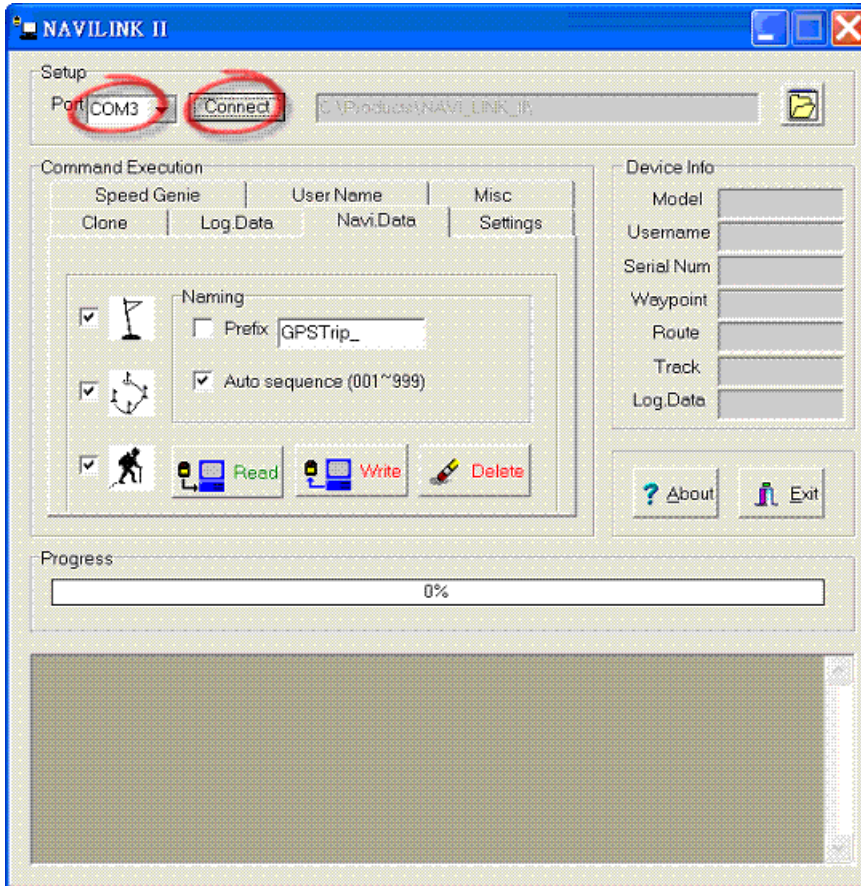 NAVILINK II
Setup
Port COM3 Connect C:\Products\NAVI_LINK_II\
Command Execution
Speed Genie User Name Misc
Clone Log.Data Navi.Data Settings
Naming
Prefix GPSTrip_
Auto sequence (001~999)
Read Write Delete
Device Info
Model
Username
Serial Num
Waypoint
Route
Track
Log.Data
About Exit
Progress
0%